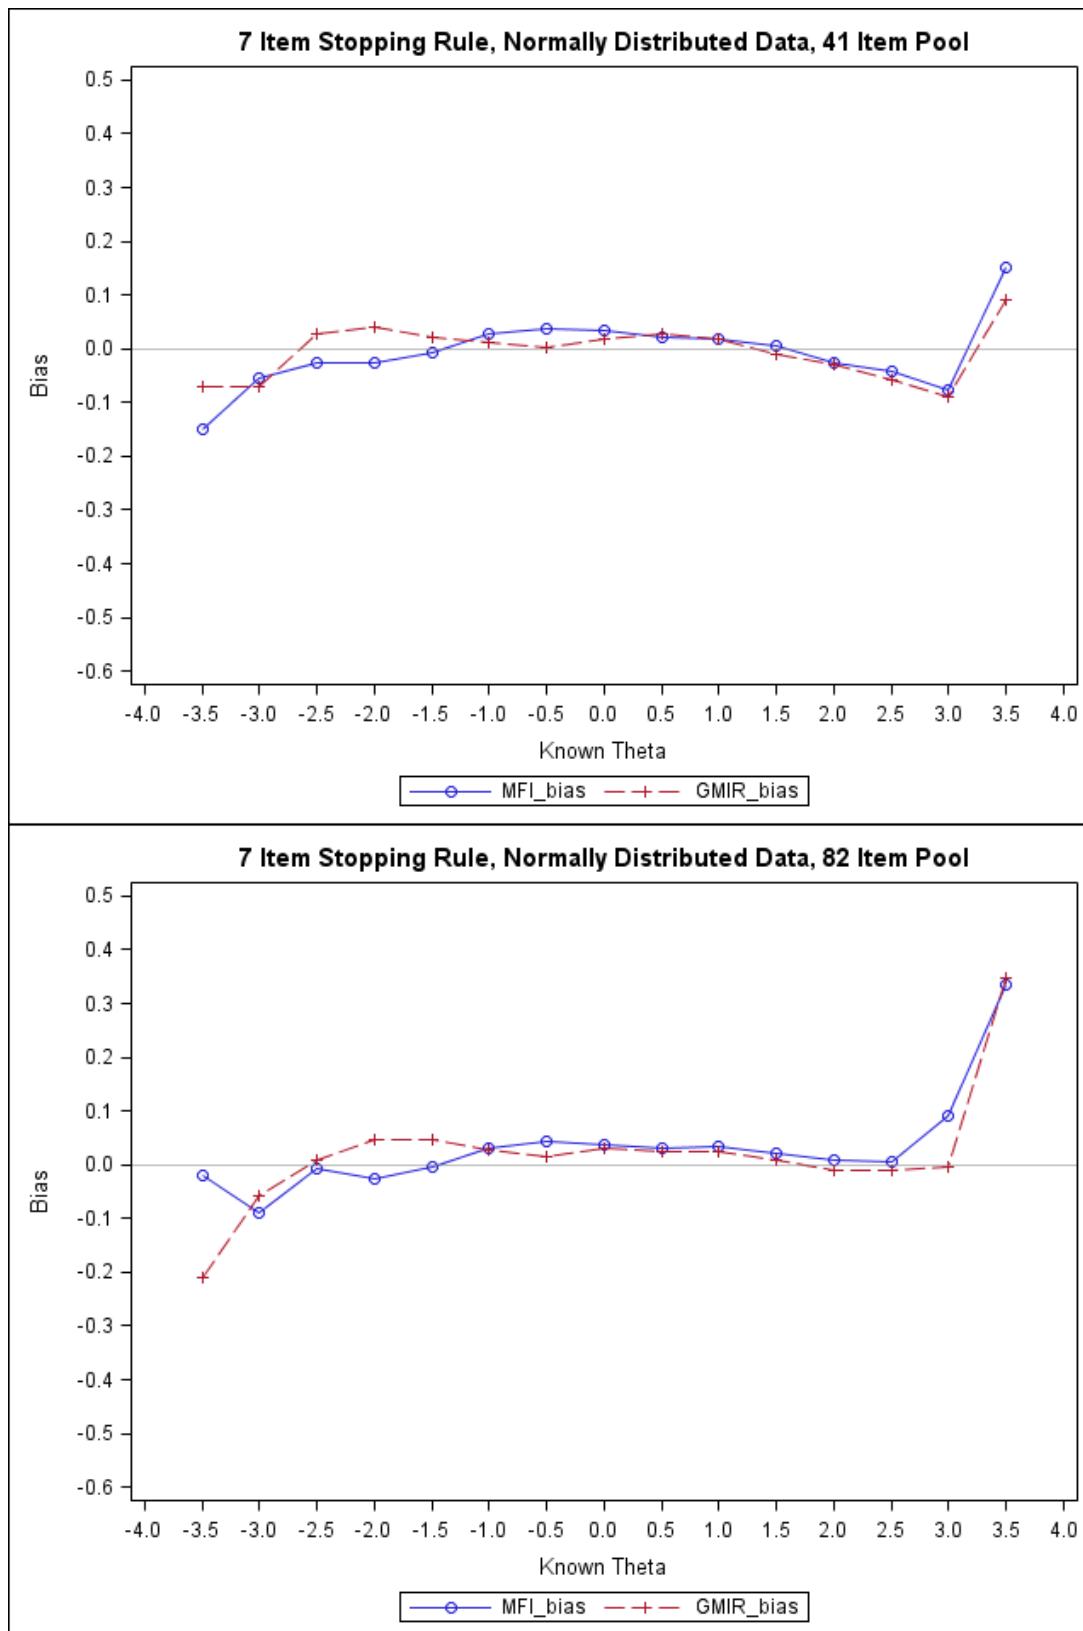 7 Item Stopping Rule, Normally Distributed Data, 41 Item Pool
0.5
0.4
0.3
0.2
0.1
0.0
-0.1
-0.2
-0.3
-0.4
-0.5
-0.6
Bias
-4.0 -3.5 -3.0 -2.5 -2.0 -1.5 -1.0 -0.5 0.0 0.5 1.0 1.5 2.0 2.5 3.0 3.5 4.0
Known Theta
MFI_bias GMIR_bias
7 Item Stopping Rule, Normally Distributed Data, 82 Item Pool
0.5
0.4
0.3
0.2
0.1
0.0
-0.1
-0.2
-0.3
-0.4
-0.5
-0.6
Bias
-4.0 -3.5 -3.0 -2.5 -2.0 -1.5 -1.0 -0.5 0.0 0.5 1.0 1.5 2.0 2.5 3.0 3.5 4.0
Known Theta
MFI_bias GMIR_bias